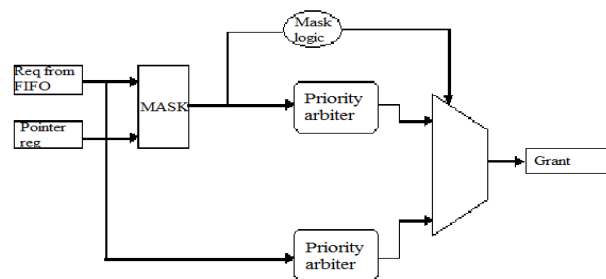 Mask
logic
Req from
FIFO
MASK
Pointer
reg
Priority
arbiter
Grant
Priority
arbiter